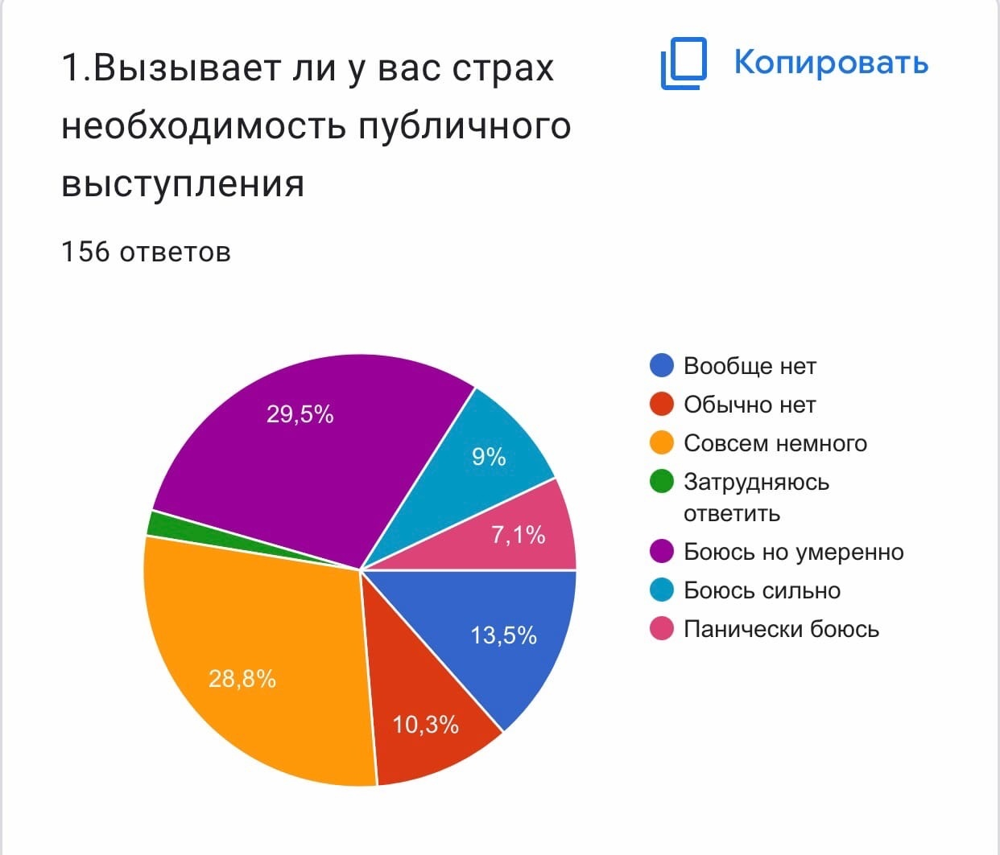 1.Вызывает ли у вас страх
необходимость публичного
выступления
Копировать
156 ответов
29,5%
9%
7,1%
13,5%
28,8%
10,3%
Вообще нет
Обычно нет
Совсем немного
Затрудняюсь
ответить
Боюсь но умеренно
Боюсь сильно
Панически боюсь